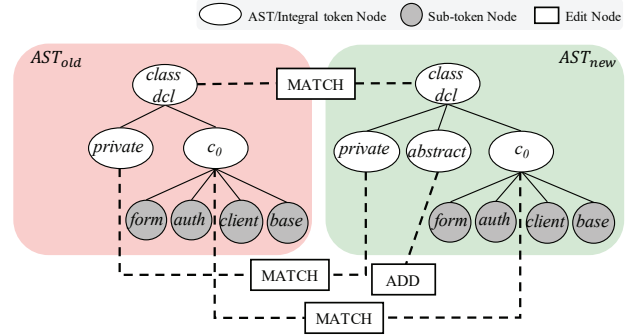 AST/Integral token Node Sub-token Node Edit Node
AST_old AST_new
class dcl MATCH class dcl
private c_0 private abstract c_0
form auth client base form auth client base
MATCH ADD
MATCH